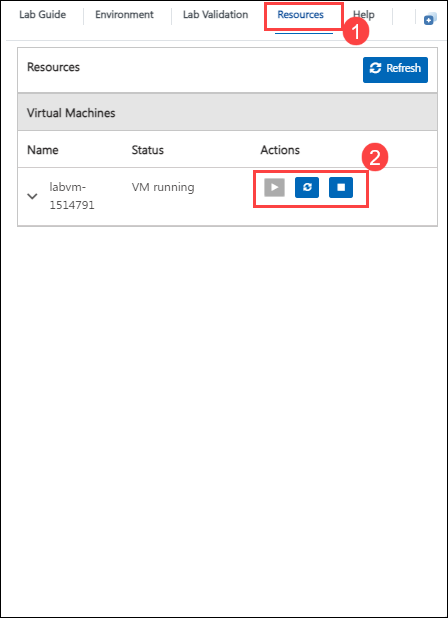 Lab Guide Environment Lab Validation Resources Help
1
Resources Refresh
Virtual Machines
Name Status Actions
2
labvm-
1514791
VM running